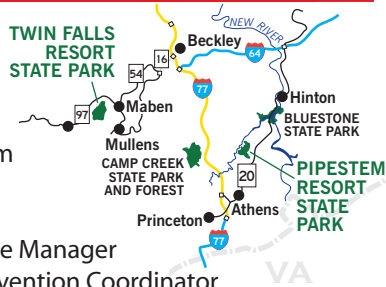 TWIN FALLS
RESORT
STATE PARK
NEW RIVER
Beckley
16
64
54
77
97
Maben
Hinton
BLUESTONE
STATE PARK
Mullens
m
CAMP CREEK
STATE PARK
AND FOREST
PIPESTEM
RESORT
STATE
PARK
20
Athens
Princeton
77
e Manager
vention Coordinator
VA